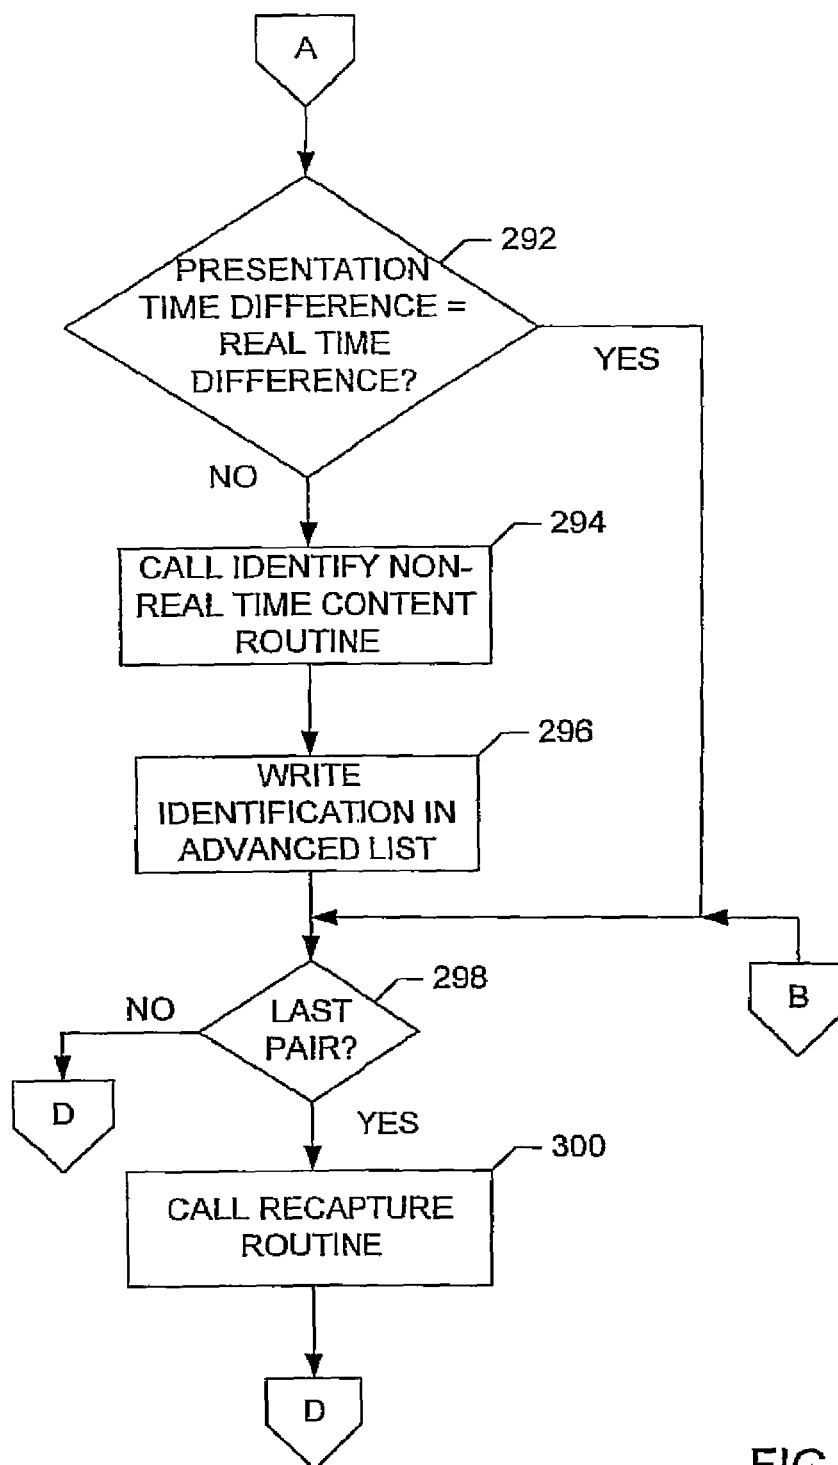 A
292
PRESENTATION
TIME DIFFERENCE =
REAL TIME
DIFFERENCE?
YES
NO
294
CALL IDENTIFY NON-
REAL TIME CONTENT
ROUTINE
296
WRITE
IDENTIFICATION IN
ADVANCED LIST
B
298
LAST
PAIR?
NO
D
YES
300
CALL RECAPTURE
ROUTINE
D
FIG